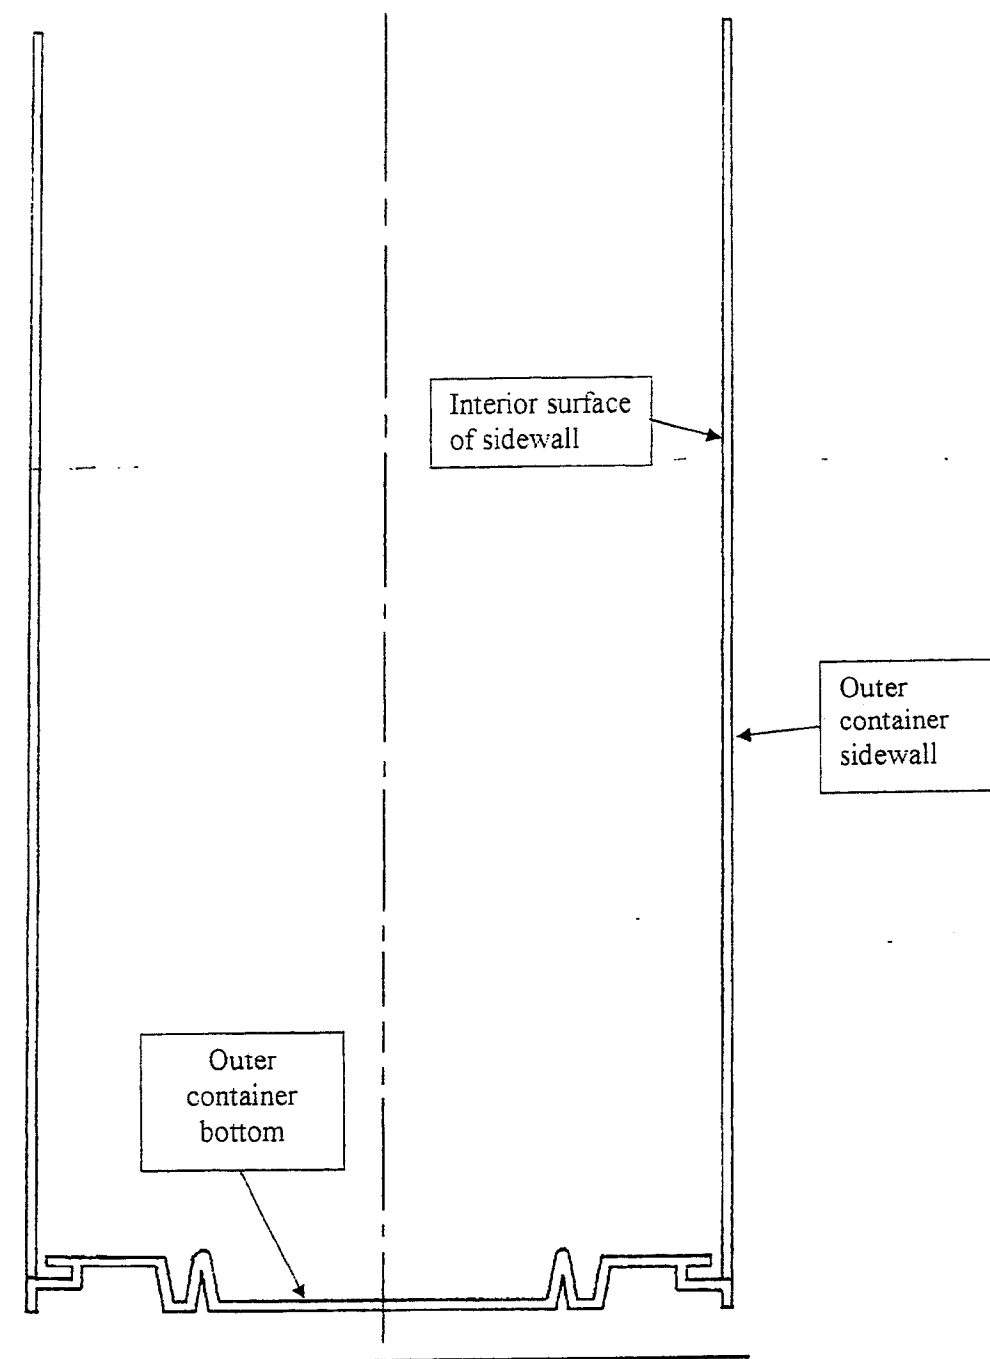 Interior surface
of sidewall
Outer
container
sidewall
Outer
container
bottom